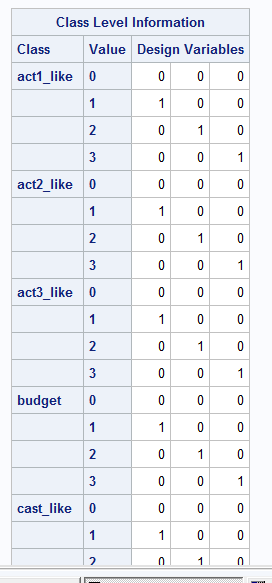 Class Level Information
Class Value Design Variables
act1_like 0 0 0 0
1 1 0 0
2 0 1 0
3 0 0 1
act2_like 0 0 0 0
1 1 0 0
2 0 1 0
3 0 0 1
act3_like 0 0 0 0
1 1 0 0
2 0 1 0
3 0 0 1
budget 0 0 0 0
1 1 0 0
2 0 1 0
3 0 0 1
cast_like 0 0 0 0
1 1 0 0
2 0 1 0